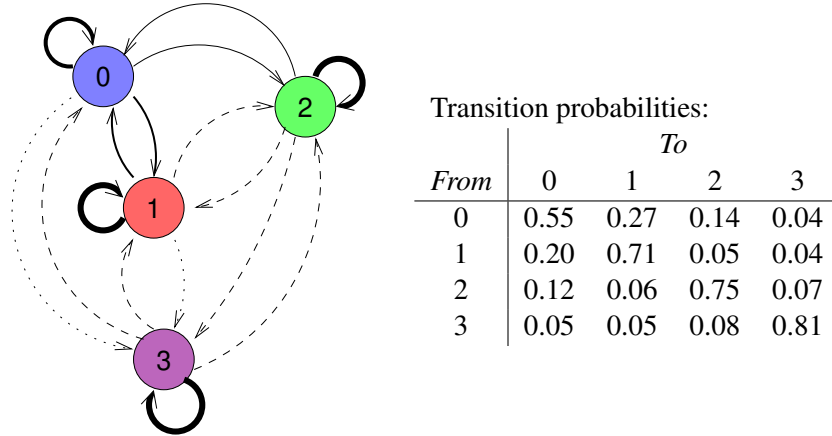 0
2
1
3
Transition probabilities:
To
From 0 1 2 3
0 0.55 0.27 0.14 0.04
1 0.20 0.71 0.05 0.04
2 0.12 0.06 0.75 0.07
3 0.05 0.05 0.08 0.81